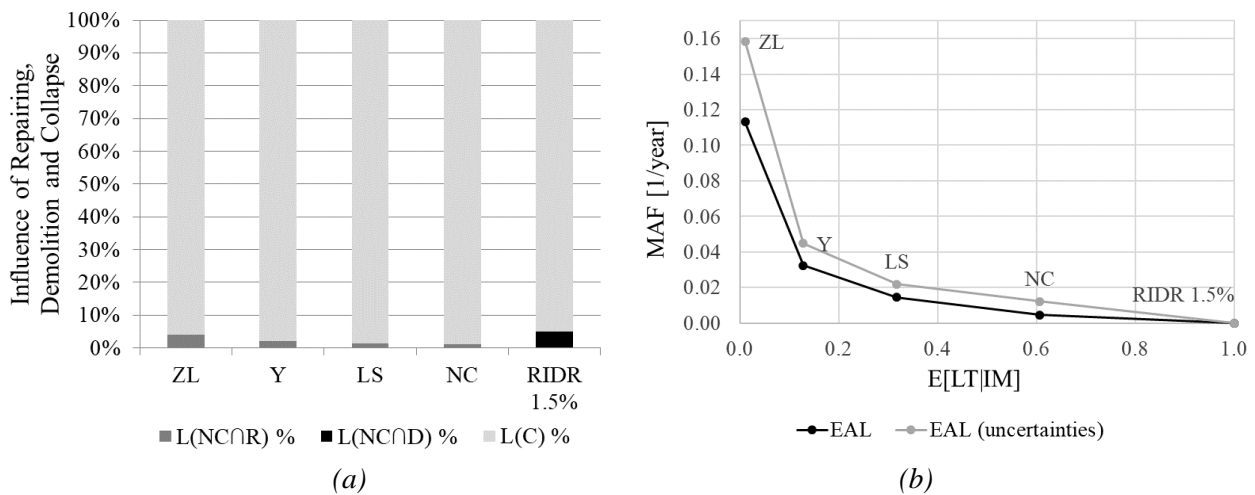 Influence of Repairing,
Demolition and Collapse
100%
90%
80%
70%
60%
50%
40%
30%
20%
10%
0%
ZL
Y
LS
NC
RIDR
1.5%
L(NC∩R) %
L(NC∩D) %
L(C) %
(a)
MAF [1/year]
0.16
0.14
0.12
0.10
0.08
0.06
0.04
0.02
0.00
ZL
Y
LS
NC
RIDR 1.5%
0.0
0.2
0.4
0.6
0.8
1.0
E[LT|IM]
EAL
EAL (uncertainties)
(b)